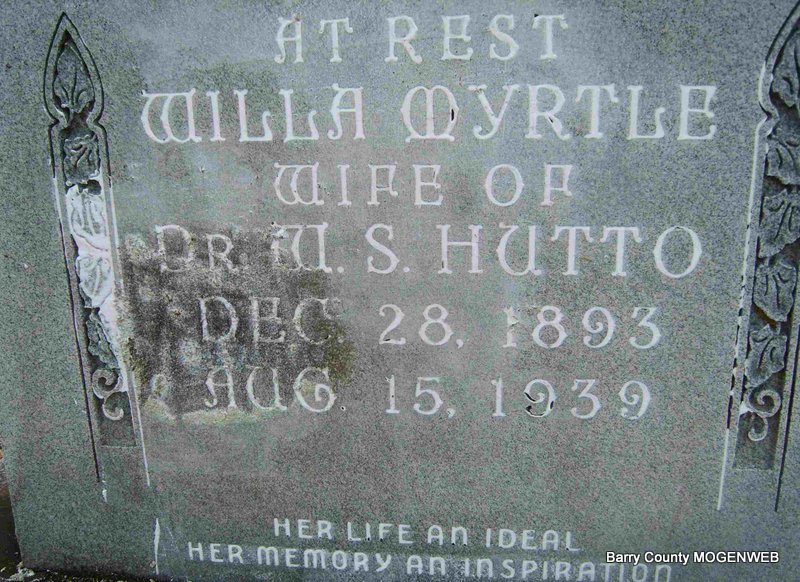 AT REST
WILLA MYRTLE
WIFE OF
DR. W. S. HUTTO
DEC. 28, 1893
AUG. 15, 1939
HER LIFE AN IDEAL
HER MEMORY AN INSPIRATION
Barry County MOGENWEB